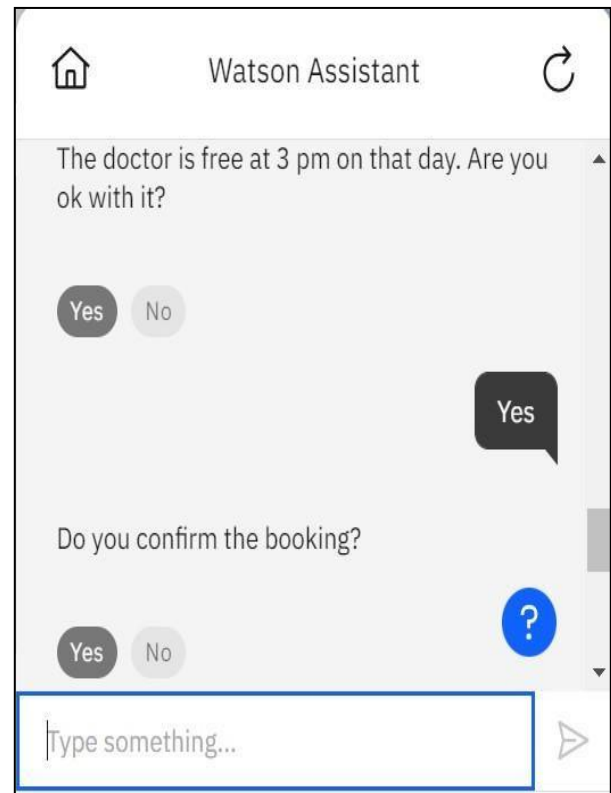 Watson Assistant
The doctor is free at 3 pm on that day. Are you
ok with it?
Yes No
Yes
Do you confirm the booking?
?
Yes No
Type something...